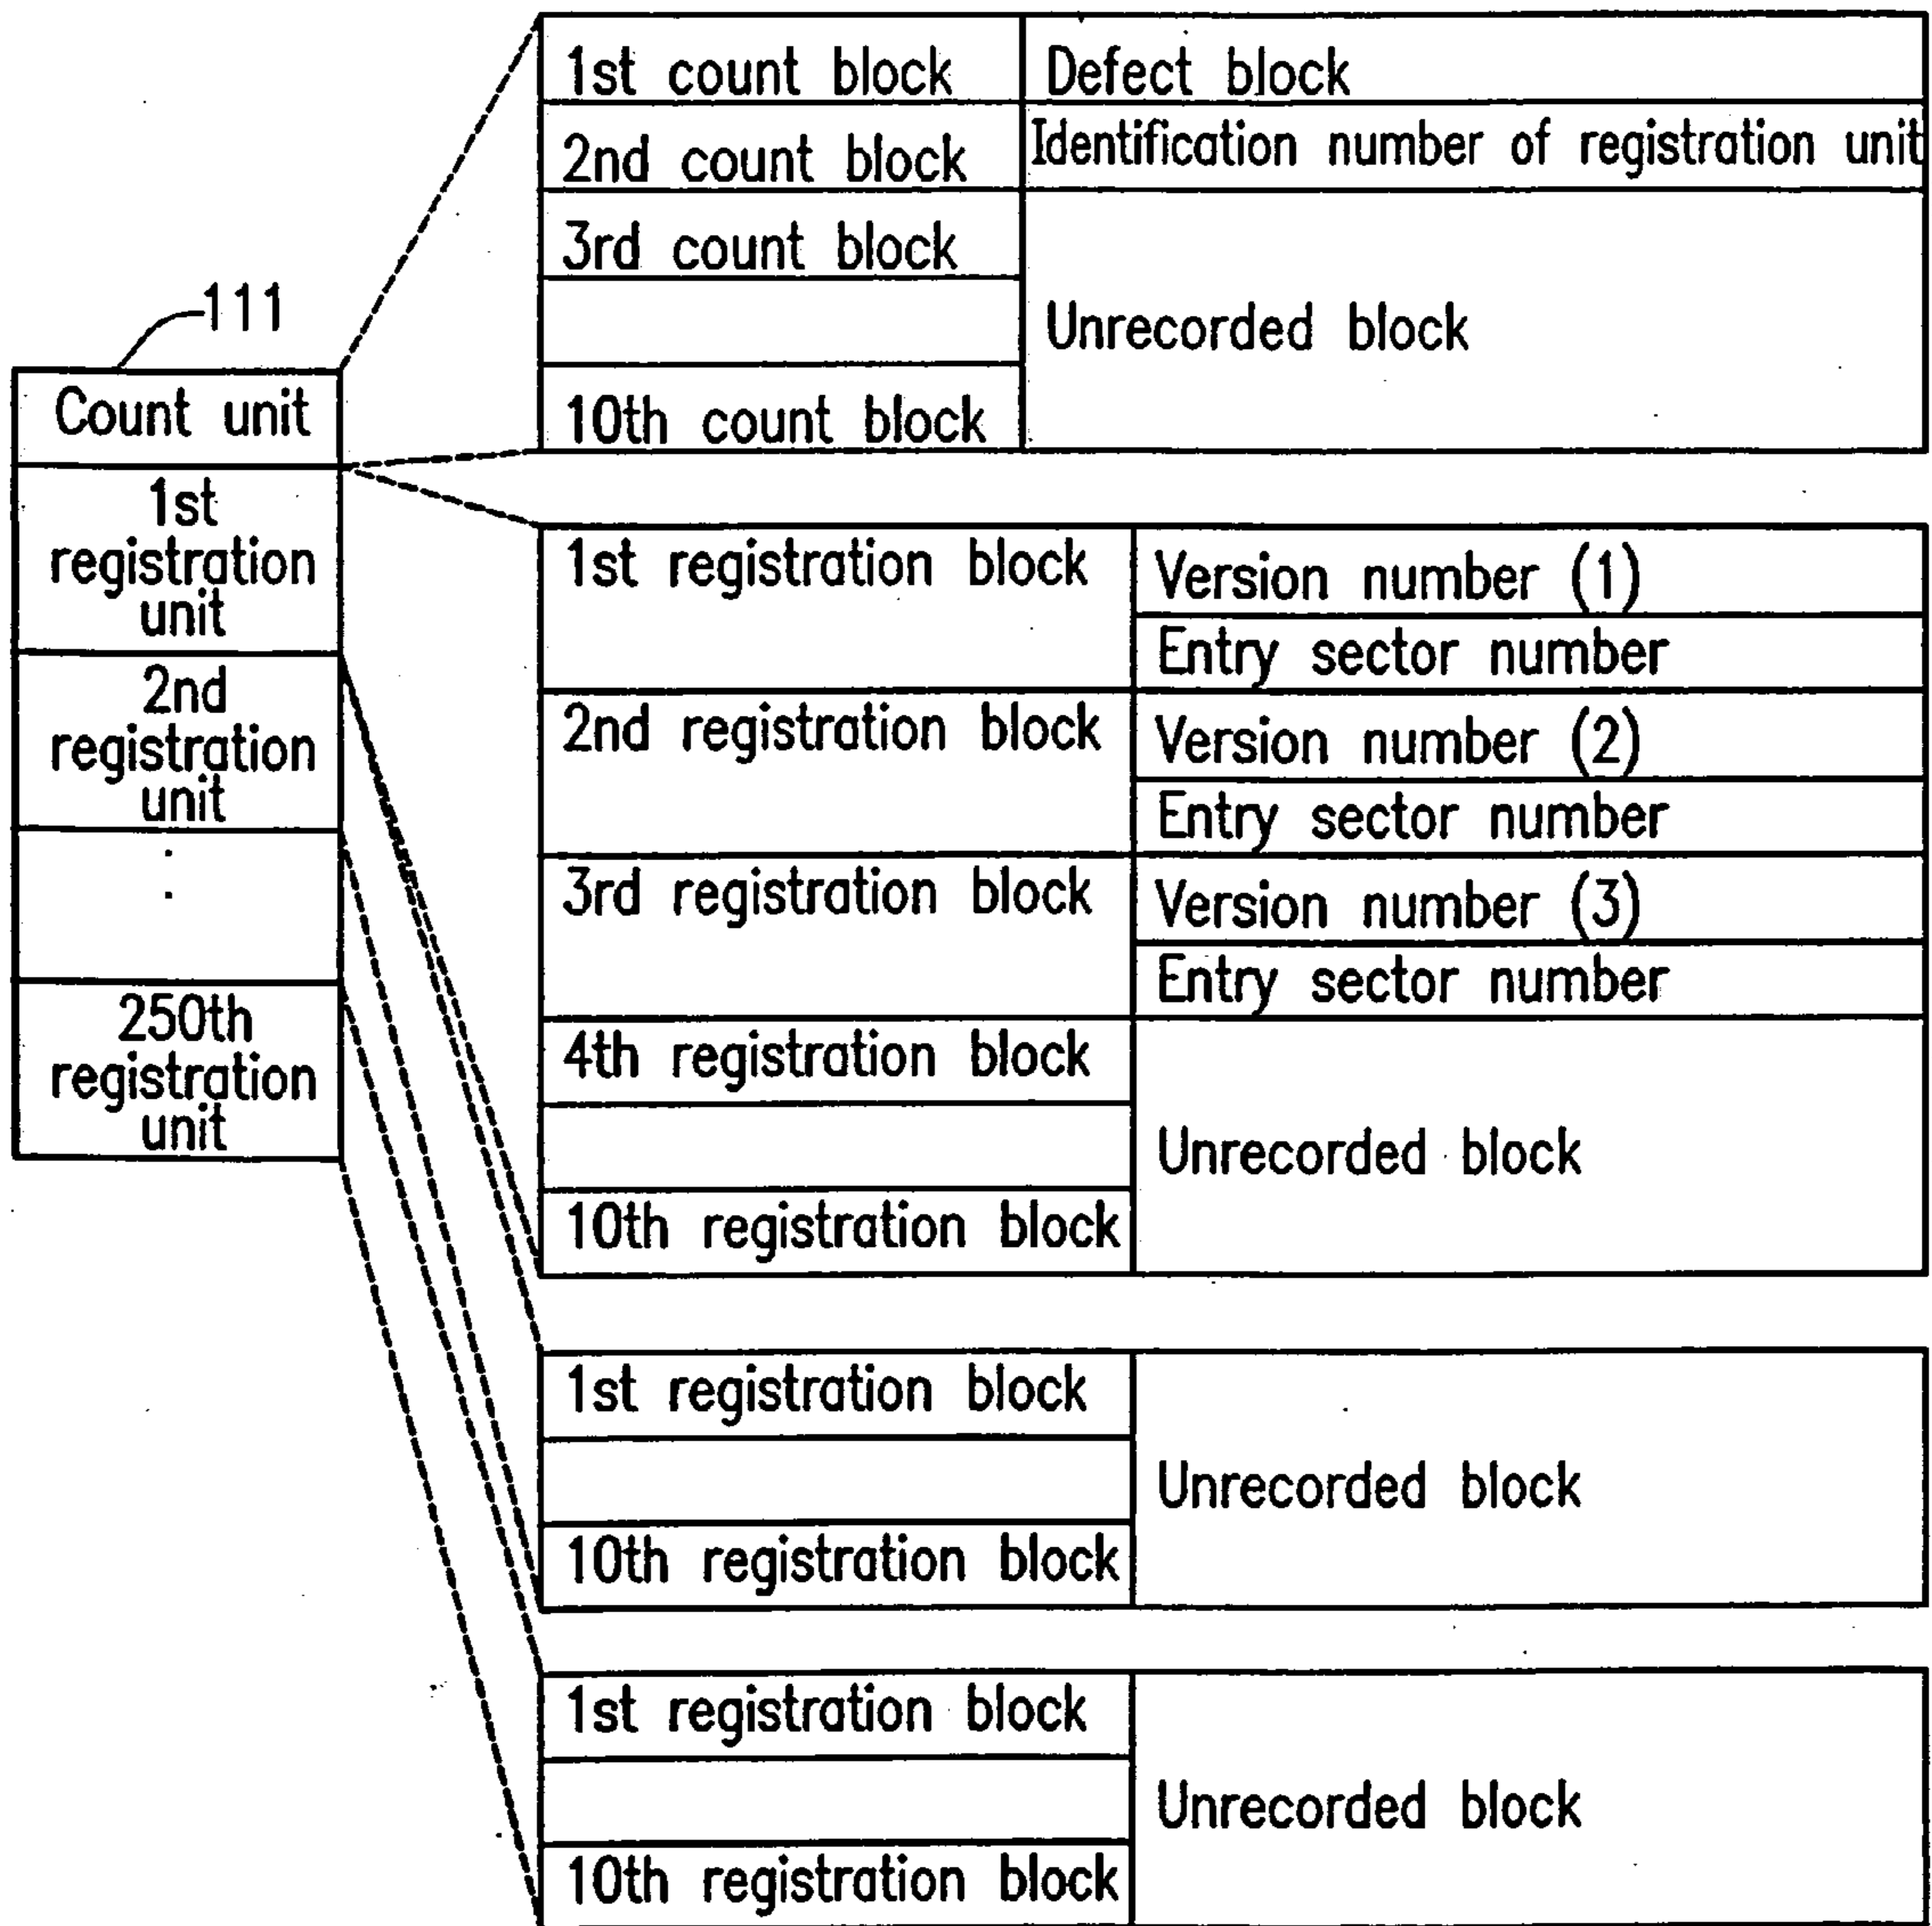 111
Count unit
1st
registration
unit
2nd
registration
unit
:
250th
registration
unit
1st count block Defect block
2nd count block Identification number of registration unit
3rd count block
Unrecorded block
10th count block
1st registration block Version number (1)
Entry sector number
2nd registration block Version number (2)
Entry sector number
3rd registration block Version number (3)
Entry sector number
4th registration block
Unrecorded block
10th registration block
1st registration block
Unrecorded block
10th registration block
1st registration block
Unrecorded block
10th registration block